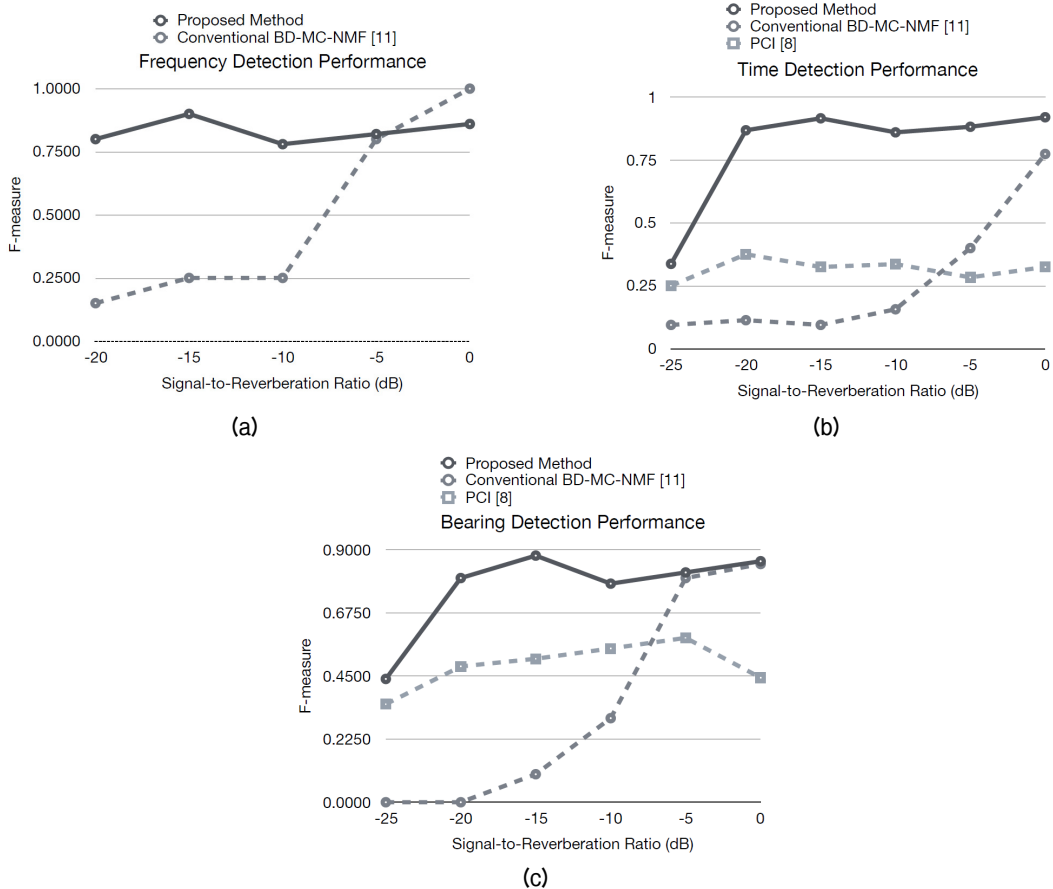 Proposed Method
Conventional BD-MC-NMF [11]
Frequency Detection Performance
1.0000
0.7500
0.5000
0.2500
0.0000
F-measure
-20
-15
-10
-5
0
Signal-to-Reverberation Ratio (dB)
(a)
Proposed Method
Conventional BD-MC-NMF [11]
PCI [8]
Time Detection Performance
1
0.75
0.5
0.25
0
F-measure
-25
-20
-15
-10
-5
0
Signal-to-Reverberation Ratio (dB)
(b)
Proposed Method
Conventional BD-MC-NMF [11]
PCI [8]
Bearing Detection Performance
0.9000
0.6750
0.4500
0.2250
0.0000
F-measure
-25
-20
-15
-10
-5
0
Signal-to-Reverberation Ratio (dB)
(c)